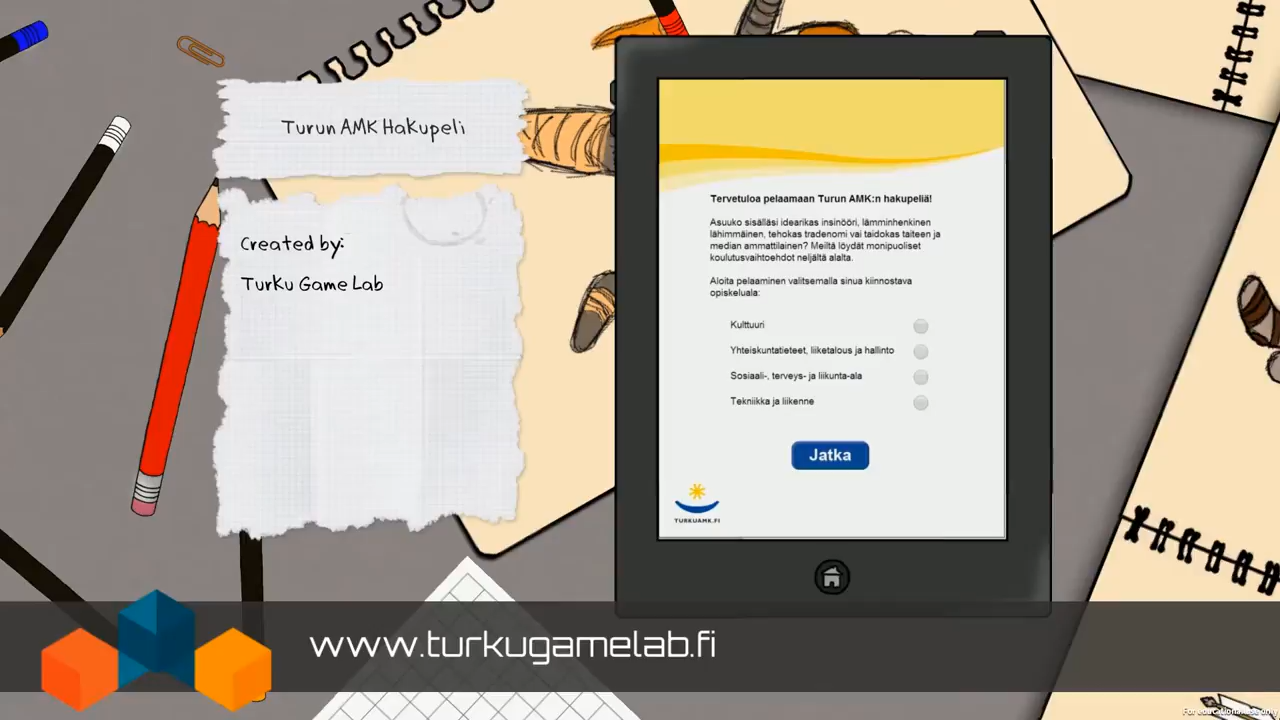 Turun AMK Hakupeli
Created by:
Turku Game Lab
Tervetuloa pelaamaan Turun AMK:n hakupeliä!
Asuuko sisälläsi idearikas insinööri, lämminhenkinen
lähimmäinen, tehokas tradenomi vai taidokas taiteen ja
median ammattilainen? Meiltä löydät monipuoliset
koulutusvaihtoehdot neljältä alalta.
Aloita pelaaminen valitsemalla sinua kiinnostava
opiskeluala:
Kulttuuri
Yhteiskuntatieteet, liiketalous ja hallinto
Sosiaali-, terveys- ja liikunta-ala
Tekniikka ja liikenne
Jatka
TURKUAMK.FI
www.turkugamelab.fi
use only